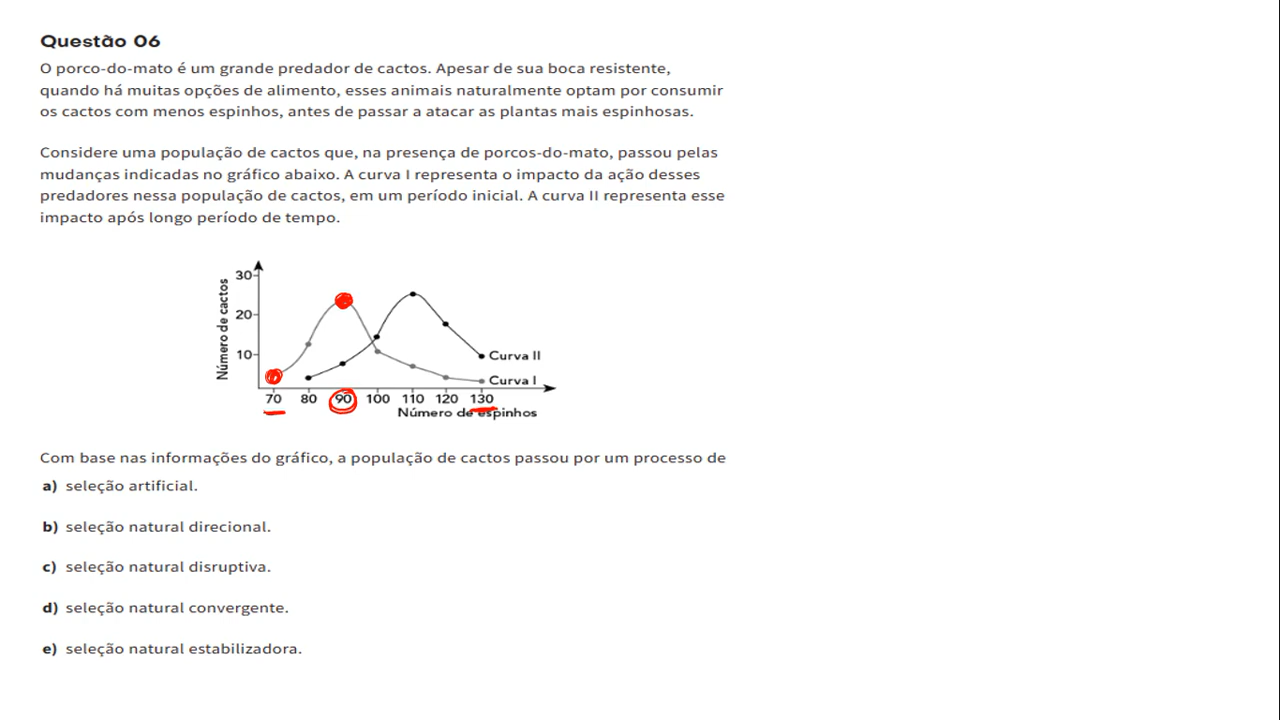 Questão 06
O porco-do-mato é um grande predador de cactos. Apesar de sua boca resistente,
quando há muitas opções de alimento, esses animais naturalmente optam por consumir
os cactos com menos espinhos, antes de passar a atacar as plantas mais espinhosas.
Considere uma população de cactos que, na presença de porcos-do-mato, passou pelas
mudanças indicadas no gráfico abaixo. A curva I representa o impacto da ação desses
predadores nessa população de cactos, em um período inicial. A curva II representa esse
impacto após longo período de tempo.
Número de cactos
30
20
10
Curva II
Curva I
70 80 90 100 110 120 130
Número de espinhos
Com base nas informações do gráfico, a população de cactos passou por um processo de
a) seleção artificial.
b) seleção natural direcional.
c) seleção natural disruptiva.
d) seleção natural convergente.
e) seleção natural estabilizadora.